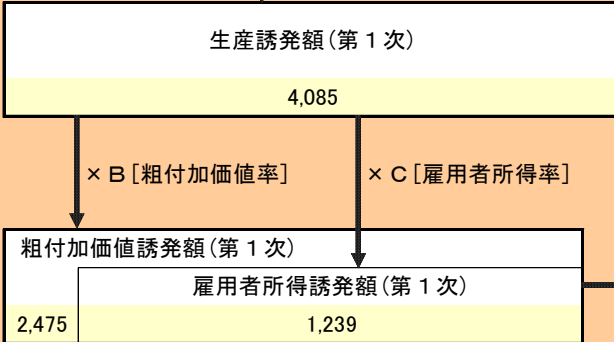 生産誘発額(第１次)
4,085
×Ｂ[粗付加価値率]
×Ｃ[雇用者所得率]
粗付加価値誘発額(第１次)
雇用者所得誘発額(第１次)
2,475
1,239